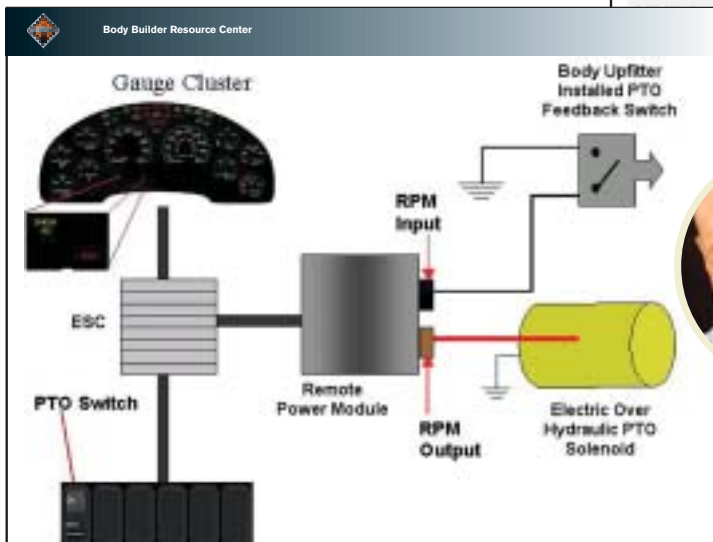 Body Builder Resource Center
Gauge Cluster
Body Upfitter
Installed PTO
Feedback Switch
RPM
Input
ESC
PTO Switch
Remote
Power Module
RPM
Output
Electric Over
Hydraulic PTO
Solenoid